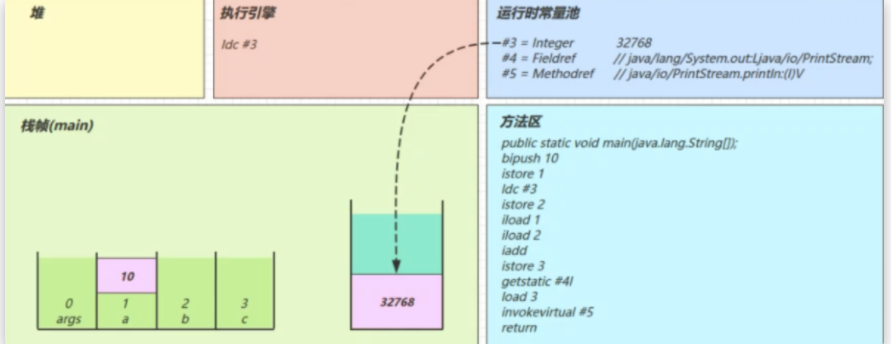 堆
执行引擎
ldc #3
运行时常量池
#3 = Integer 32768
#4 = Fieldref // java/lang/System.out:Ljava/io/PrintStream;
#5 = Methodref // java/io/PrintStream.println:(I)V
栈帧(main)
10
0 1 2 3
args a b c
32768
方法区
public static void main(java.lang.String[]);
bipush 10
istore 1
ldc #3
istore 2
iload 1
iload 2
iadd
istore 3
getstatic #4I
load 3
invokevirtual #5
return